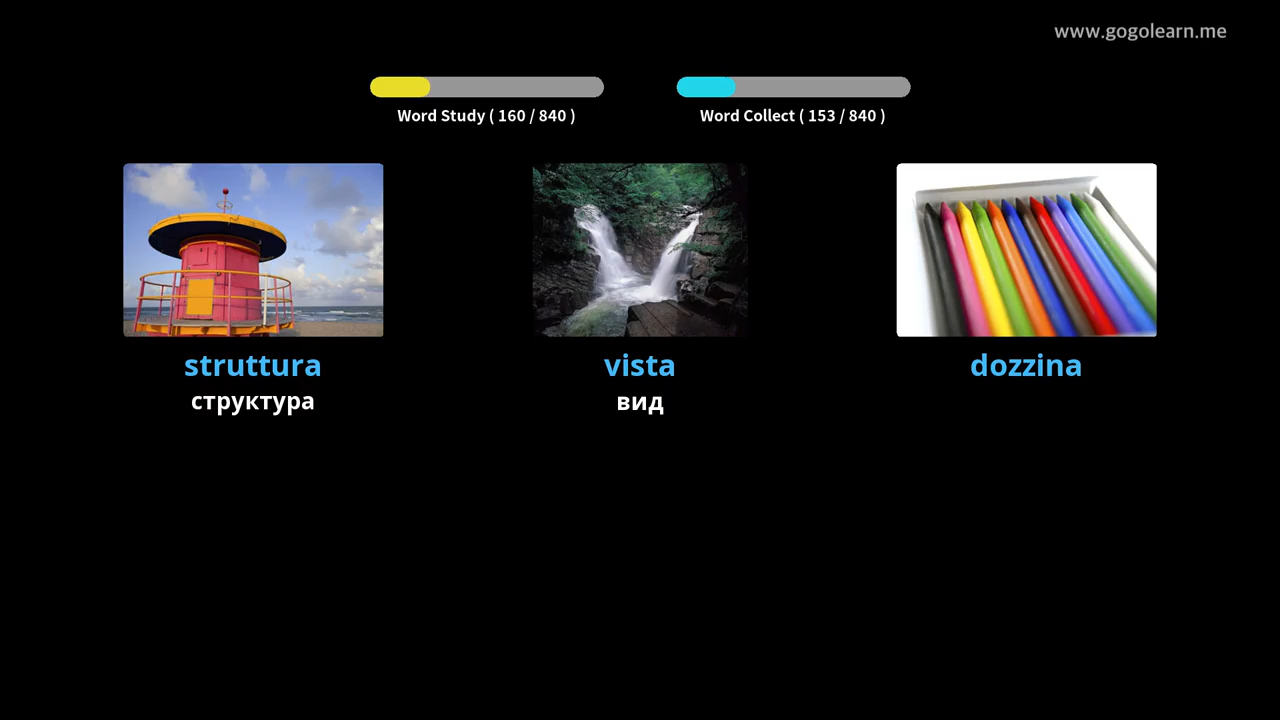 www.gogolearn.me
Word Study ( 160 / 840 )
Word Collect ( 153 / 840 )
struttura
vista
dozzina
структура
вид